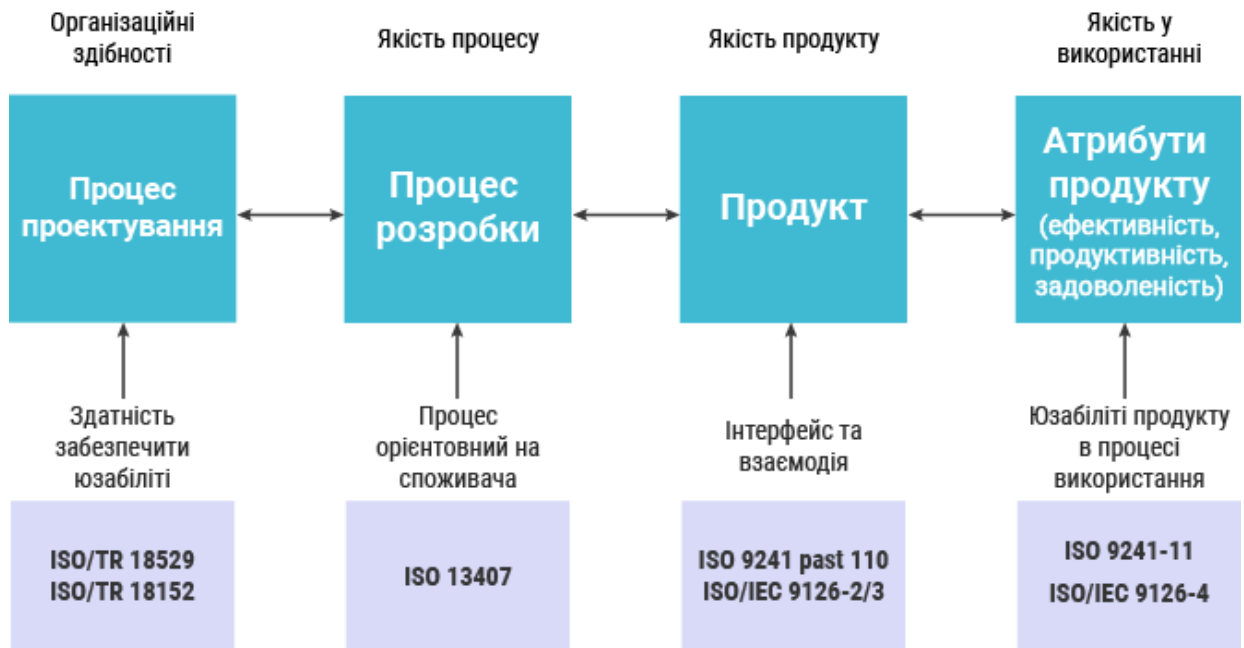 Організаційні
здібності
Якість процесу
Якість продукту
Якість у
використанні
Процес
проектування
Процес
розробки
Продукт
Атрибути
продукту
(ефективність,
продуктивність,
задоволеність)
Здатність
забезпечити
юзабіліті
Процес
орієнтовний на
споживача
Інтерфейс та
взаємодія
Юзабіліті продукту
в процесі
використання
ISO/TR 18529
ISO/TR 18152
ISO 13407
ISO 9241 past 110
ISO/IEC 9126-2/3
ISO 9241-11
ISO/IEC 9126-4